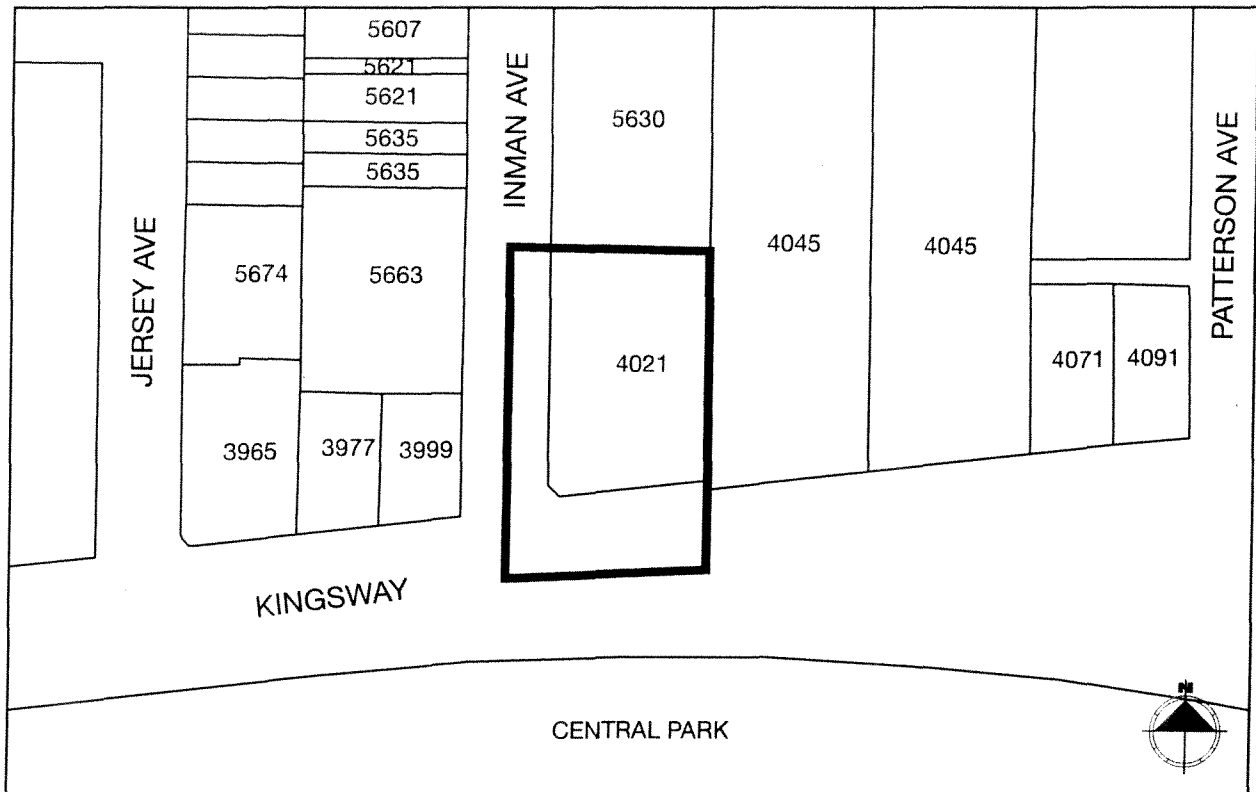 5607
5621
5621
5635
5635
5674
5663
3965
3977
3999
JERSEY AVE
INMAN AVE
5630
4021
4045
4045
4071
4091
PATTERSON AVE
KINGSWAY
CENTRAL PARK
N